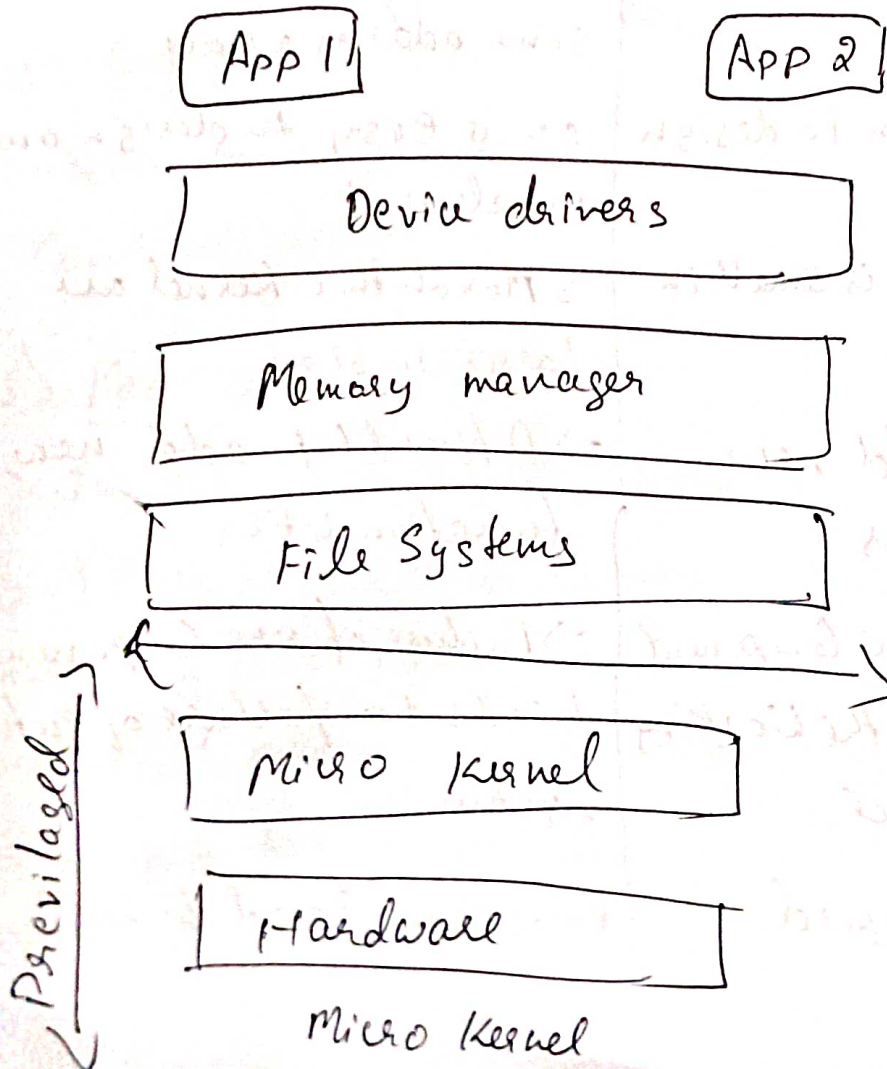 App 1
App 2
Device drivers
Memory manager
File Systems
Previlaged
Micro Kernel
Hardware
Micro Kernel